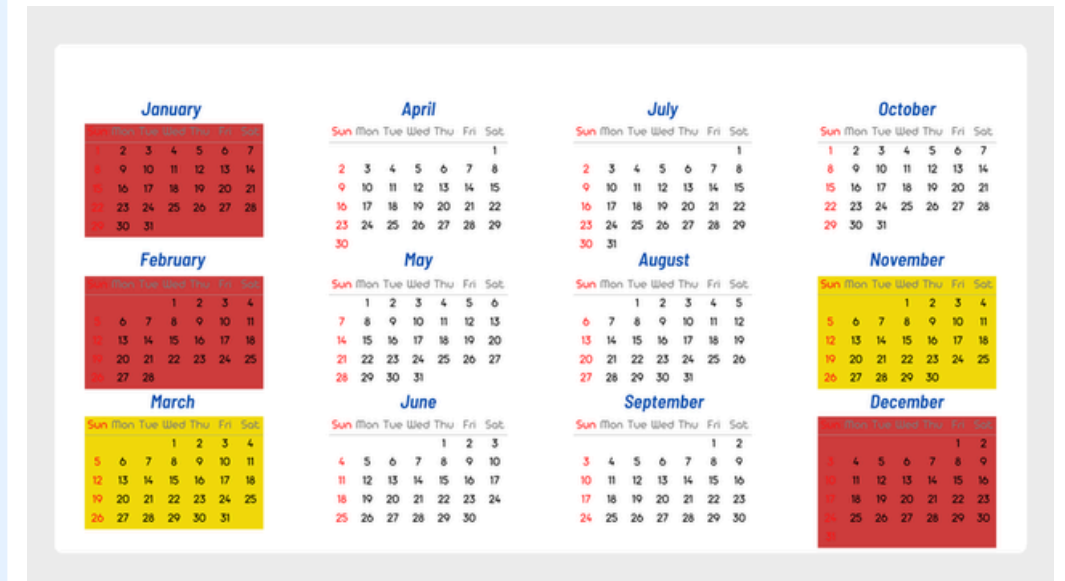 January
Sun Mon Tue Wed Thu Fri Sat
1 2 3 4 5 6 7
8 9 10 11 12 13 14
15 16 17 18 19 20 21
22 23 24 25 26 27 28
29 30 31
February
Sun Mon Tue Wed Thu Fri Sat
1 2 3 4
5 6 7 8 9 10 11
12 13 14 15 16 17 18
19 20 21 22 23 24 25
26 27 28
March
Sun Mon Tue Wed Thu Fri Sat
1 2 3 4
5 6 7 8 9 10 11
12 13 14 15 16 17 18
19 20 21 22 23 24 25
26 27 28 29 30 31
April
Sun Mon Tue Wed Thu Fri Sat
1
2 3 4 5 6 7 8
9 10 11 12 13 14 15
16 17 18 19 20 21 22
23 24 25 26 27 28 29
30
May
Sun Mon Tue Wed Thu Fri Sat
1 2 3 4 5 6
7 8 9 10 11 12 13
14 15 16 17 18 19 20
21 22 23 24 25 26 27
28 29 30 31
June
Sun Mon Tue Wed Thu Fri Sat
1 2 3
4 5 6 7 8 9 10
11 12 13 14 15 16 17
18 19 20 21 22 23 24
25 26 27 28 29 30
July
Sun Mon Tue Wed Thu Fri Sat
1
2 3 4 5 6 7 8
9 10 11 12 13 14 15
16 17 18 19 20 21 22
23 24 25 26 27 28 29
30 31
August
Sun Mon Tue Wed Thu Fri Sat
1 2 3 4 5
6 7 8 9 10 11 12
13 14 15 16 17 18 19
20 21 22 23 24 25 26
27 28 29 30 31
September
Sun Mon Tue Wed Thu Fri Sat
1 2
3 4 5 6 7 8 9
10 11 12 13 14 15 16
17 18 19 20 21 22 23
24 25 26 27 28 29 30
October
Sun Mon Tue Wed Thu Fri Sat
1 2 3 4 5 6 7
8 9 10 11 12 13 14
15 16 17 18 19 20 21
22 23 24 25 26 27 28
29 30 31
November
Sun Mon Tue Wed Thu Fri Sat
1 2 3 4
5 6 7 8 9 10 11
12 13 14 15 16 17 18
19 20 21 22 23 24 25
26 27 28 29 30
December
Sun Mon Tue Wed Thu Fri Sat
1 2
3 4 5 6 7 8 9
10 11 12 13 14 15 16
17 18 19 20 21 22 23
24 25 26 27 28 29 30
31